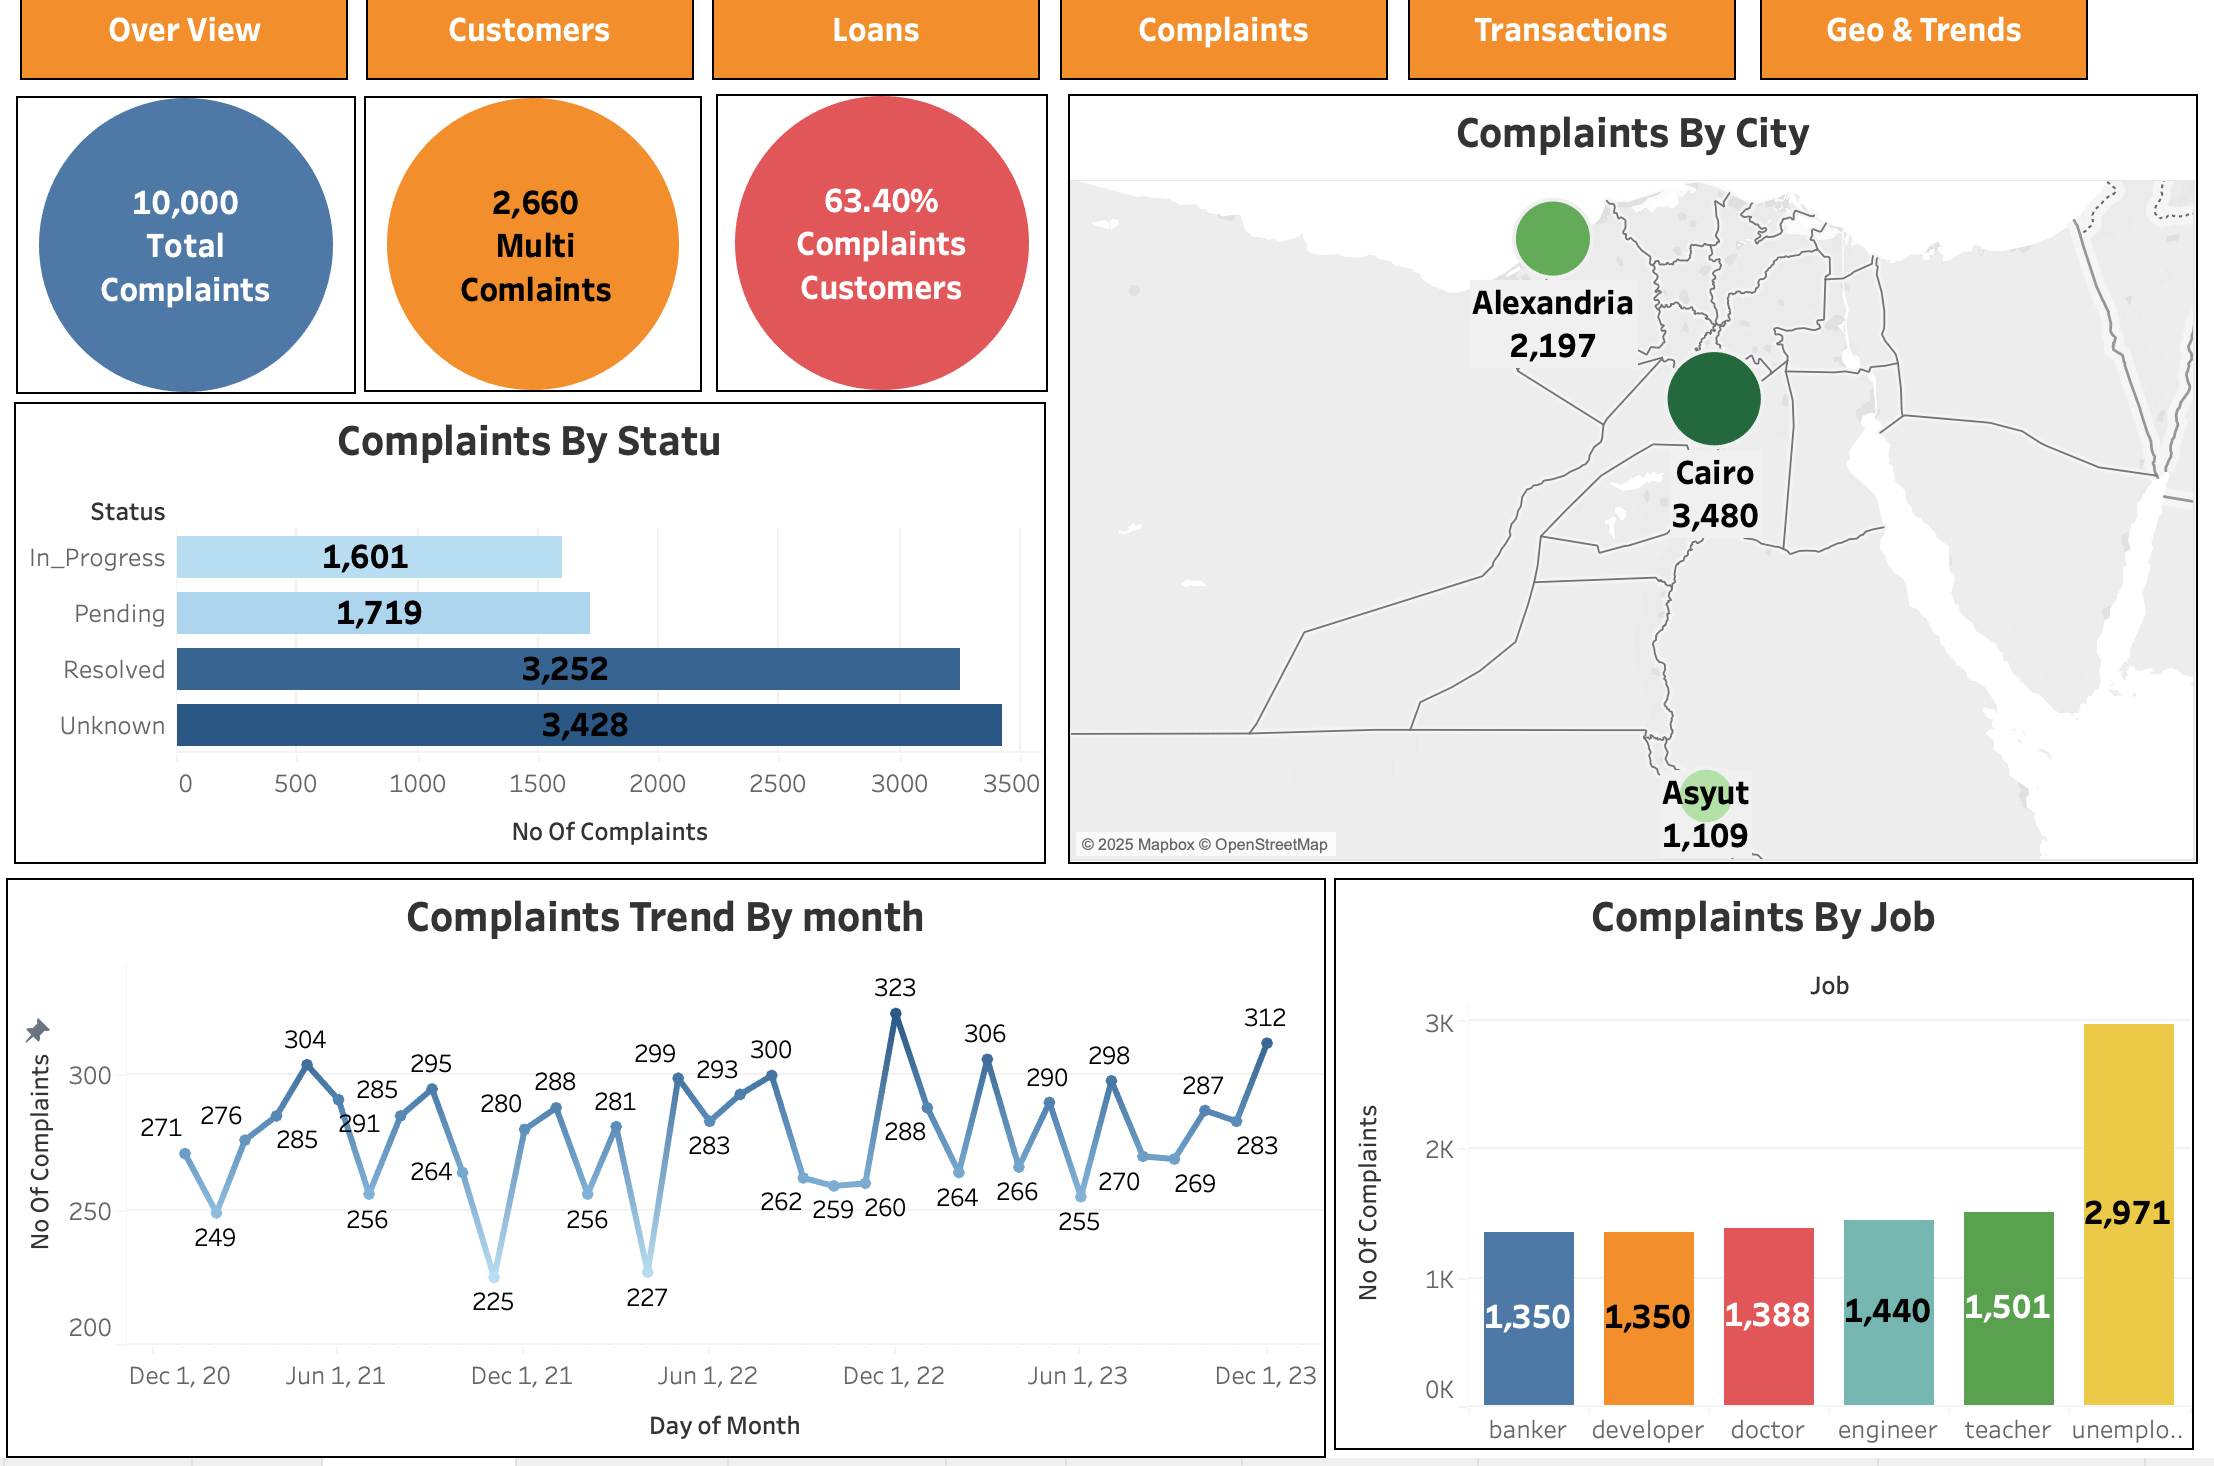 Over View
Customers
Loans
Complaints
Transactions
Geo & Trends
10,000
Total
Complaints
2,660
Multi
Comlaints
63.40%
Complaints
Customers
Complaints By City
Alexandria
2,197
Cairo
3,480
Asyut
1,109
© 2025 Mapbox © OpenStreetMap
Complaints By Statu
Status
In_Progress
1,601
Pending
1,719
Resolved
3,252
Unknown
3,428
0 500 1000 1500 2000 2500 3000 3500
No Of Complaints
Complaints Trend By month
No Of Complaints
300
250
200
271
249
276
285
304
291
256
285
295
264
225
280
288
256
281
227
299
283
293
300
262
259
260
323
288
264
306
266
290
255
298
270
269
287
283
312
Dec 1, 20 Jun 1, 21 Dec 1, 21 Jun 1, 22 Dec 1, 22 Jun 1, 23 Dec 1, 23
Day of Month
Complaints By Job
Job
No Of Complaints
3K
2K
1K
0K
1,350
1,350
1,388
1,440
1,501
2,971
banker developer doctor engineer teacher unemplo..